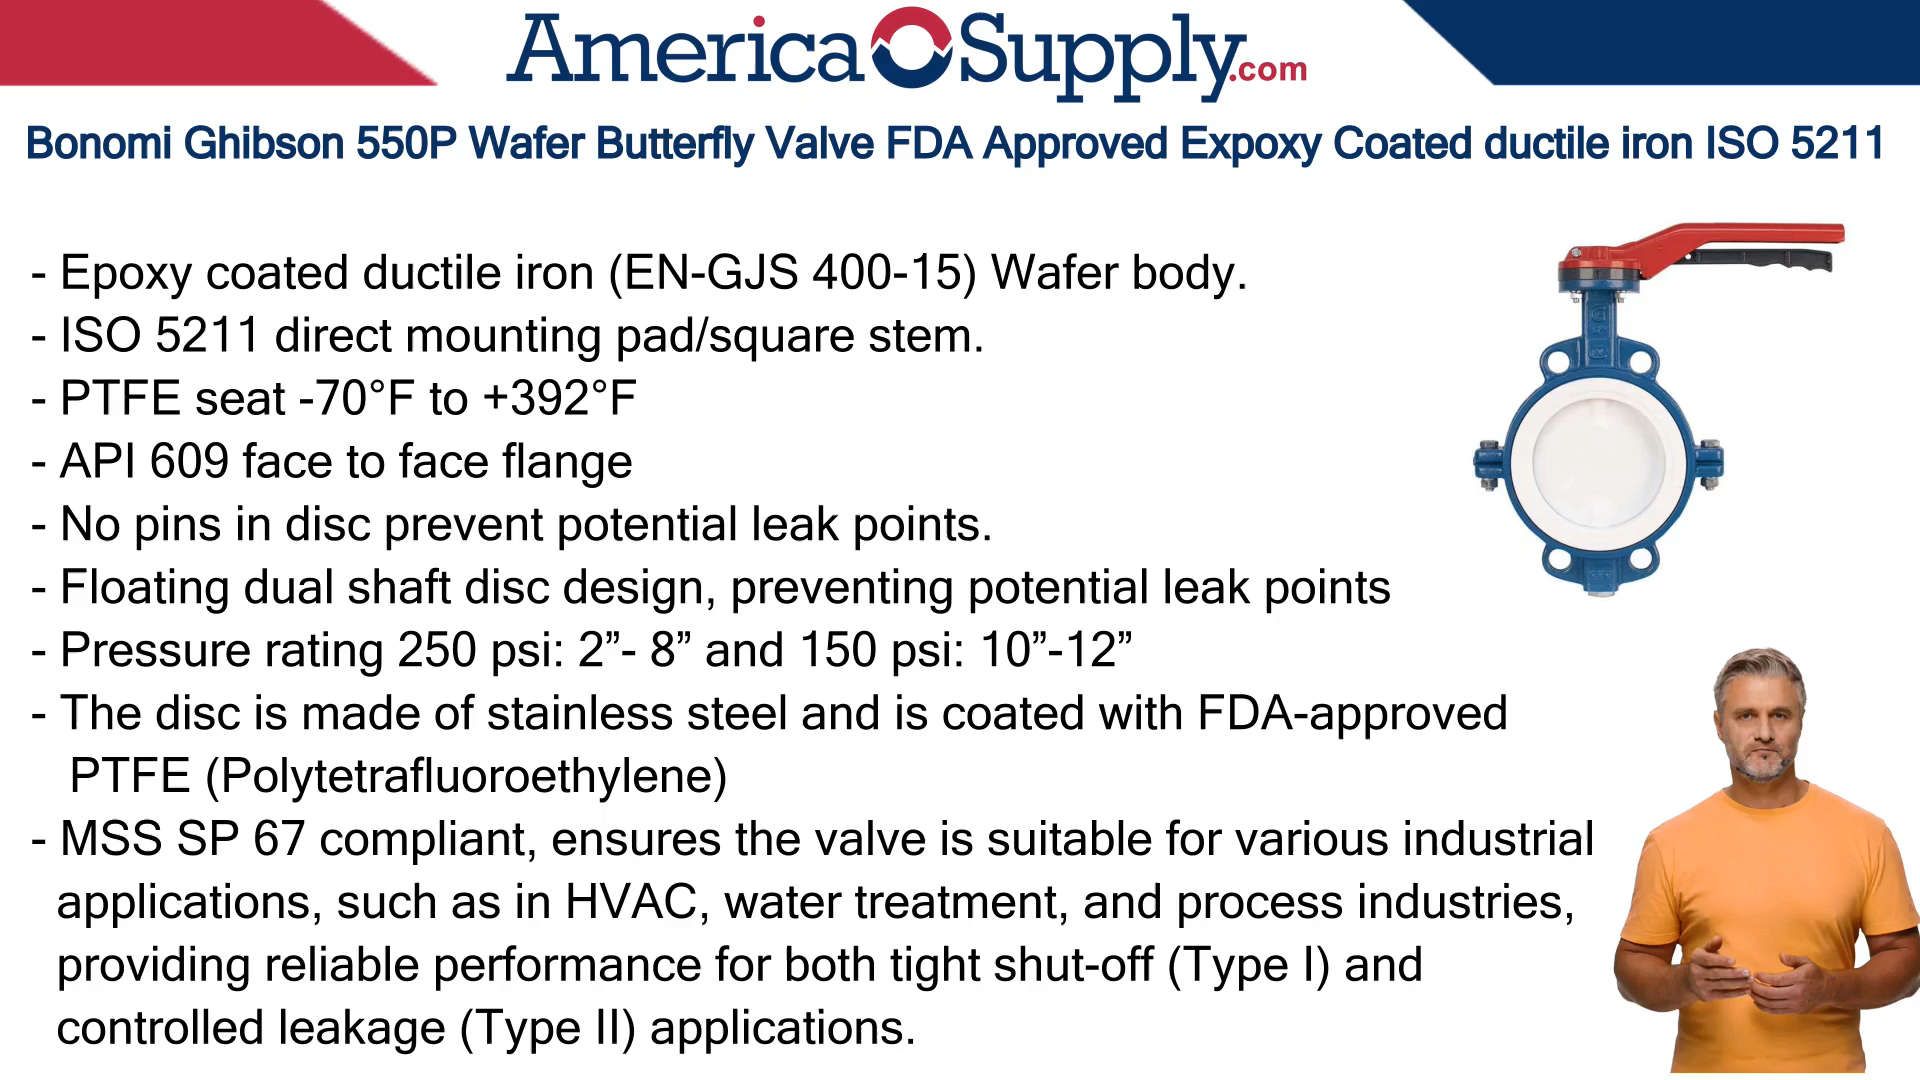 AmericaSupply.com
Bonomi Ghibson 550P Wafer Butterfly Valve FDA Approved Expoxy Coated ductile iron ISO 5211
- Epoxy coated ductile iron (EN-GJS 400-15) Wafer body.
- ISO 5211 direct mounting pad/square stem.
- PTFE seat -70°F to +392°F
- API 609 face to face flange
- No pins in disc prevent potential leak points.
- Floating dual shaft disc design, preventing potential leak points
- Pressure rating 250 psi: 2”- 8” and 150 psi: 10”-12”
- The disc is made of stainless steel and is coated with FDA-approved
PTFE (Polytetrafluoroethylene)
- MSS SP 67 compliant, ensures the valve is suitable for various industrial
applications, such as in HVAC, water treatment, and process industries,
providing reliable performance for both tight shut-off (Type I) and
controlled leakage (Type II) applications.